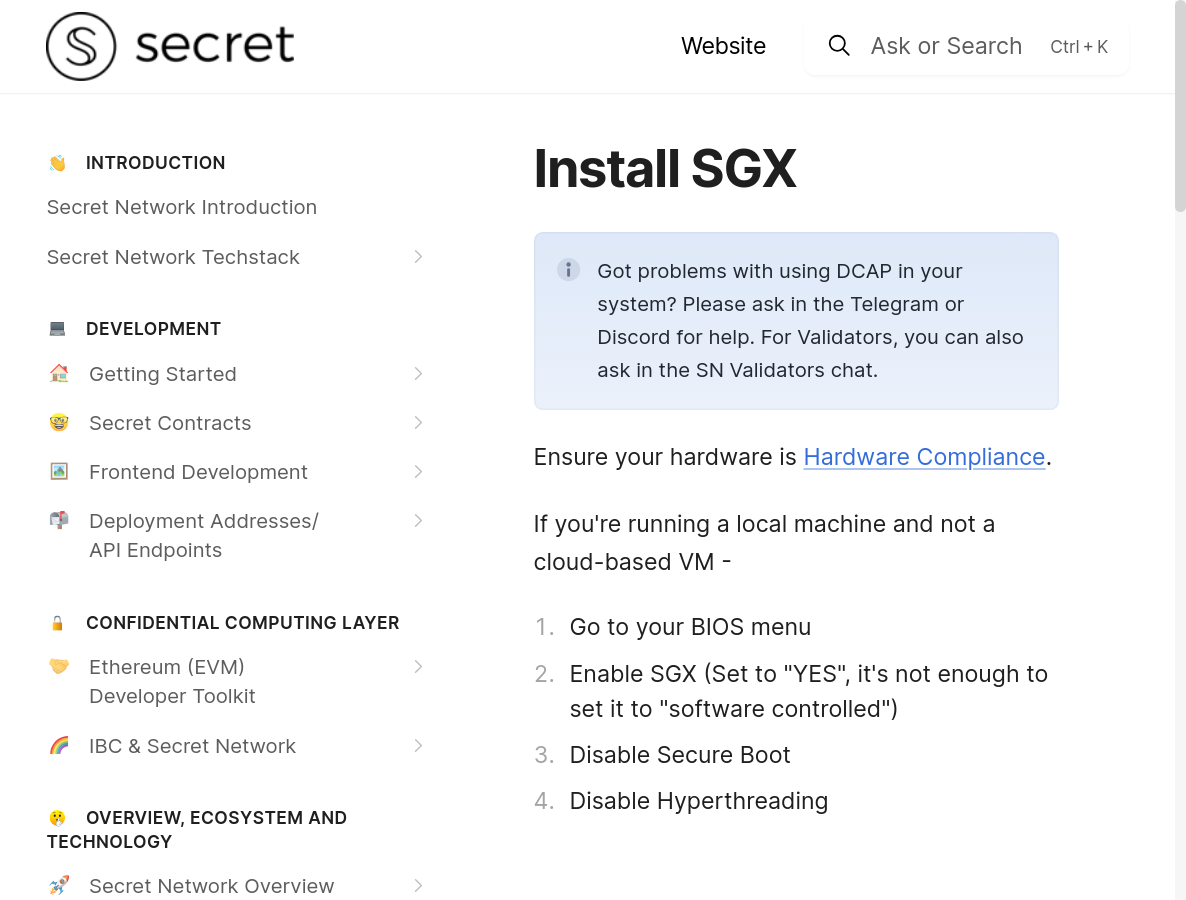 secret
Website
Ask or Search
Ctrl + K
INTRODUCTION
Secret Network Introduction
Secret Network Techstack
DEVELOPMENT
Getting Started
Secret Contracts
Frontend Development
Deployment Addresses/
API Endpoints
CONFIDENTIAL COMPUTING LAYER
Ethereum (EVM)
Developer Toolkit
IBC & Secret Network
OVERVIEW, ECOSYSTEM AND
TECHNOLOGY
Secret Network Overview
Install SGX
Got problems with using DCAP in your
system? Please ask in the Telegram or
Discord for help. For Validators, you can also
ask in the SN Validators chat.
Ensure your hardware is Hardware Compliance.
If you're running a local machine and not a
cloud-based VM -
1. Go to your BIOS menu
2. Enable SGX (Set to "YES", it's not enough to
set it to "software controlled")
3. Disable Secure Boot
4. Disable Hyperthreading